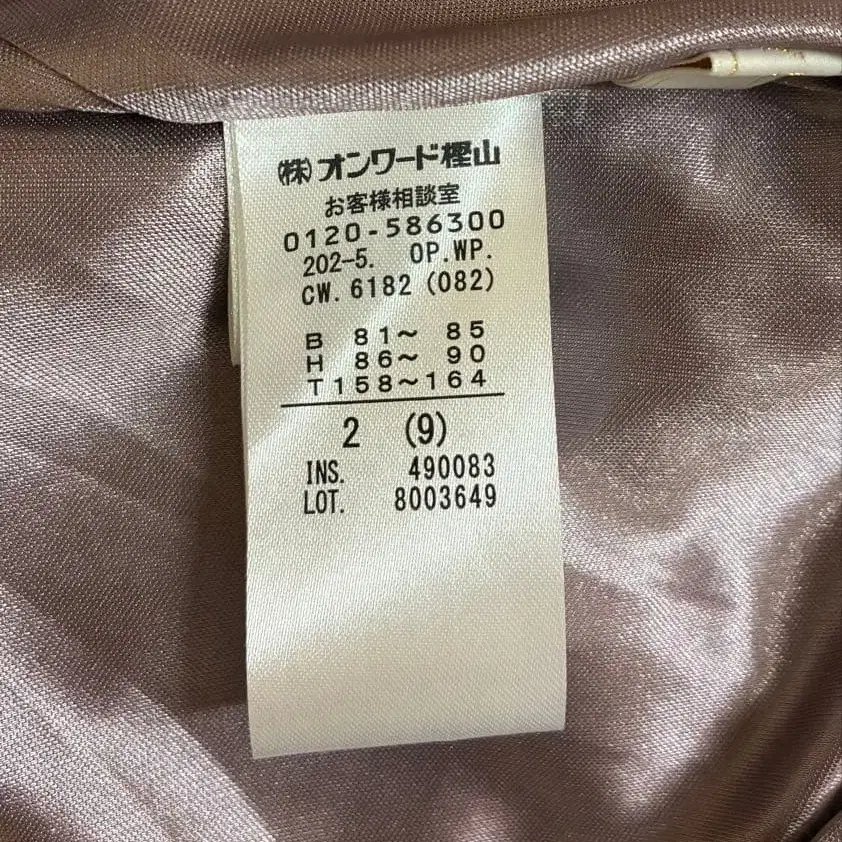 ㈱オンワード樫山
お客様相談室
0120-586300
202-5. OP.WP.
CW.6182(082)
B 81～ 85
H 86～ 90
T158～164
2 (9)
INS. 490083
LOT. 8003649